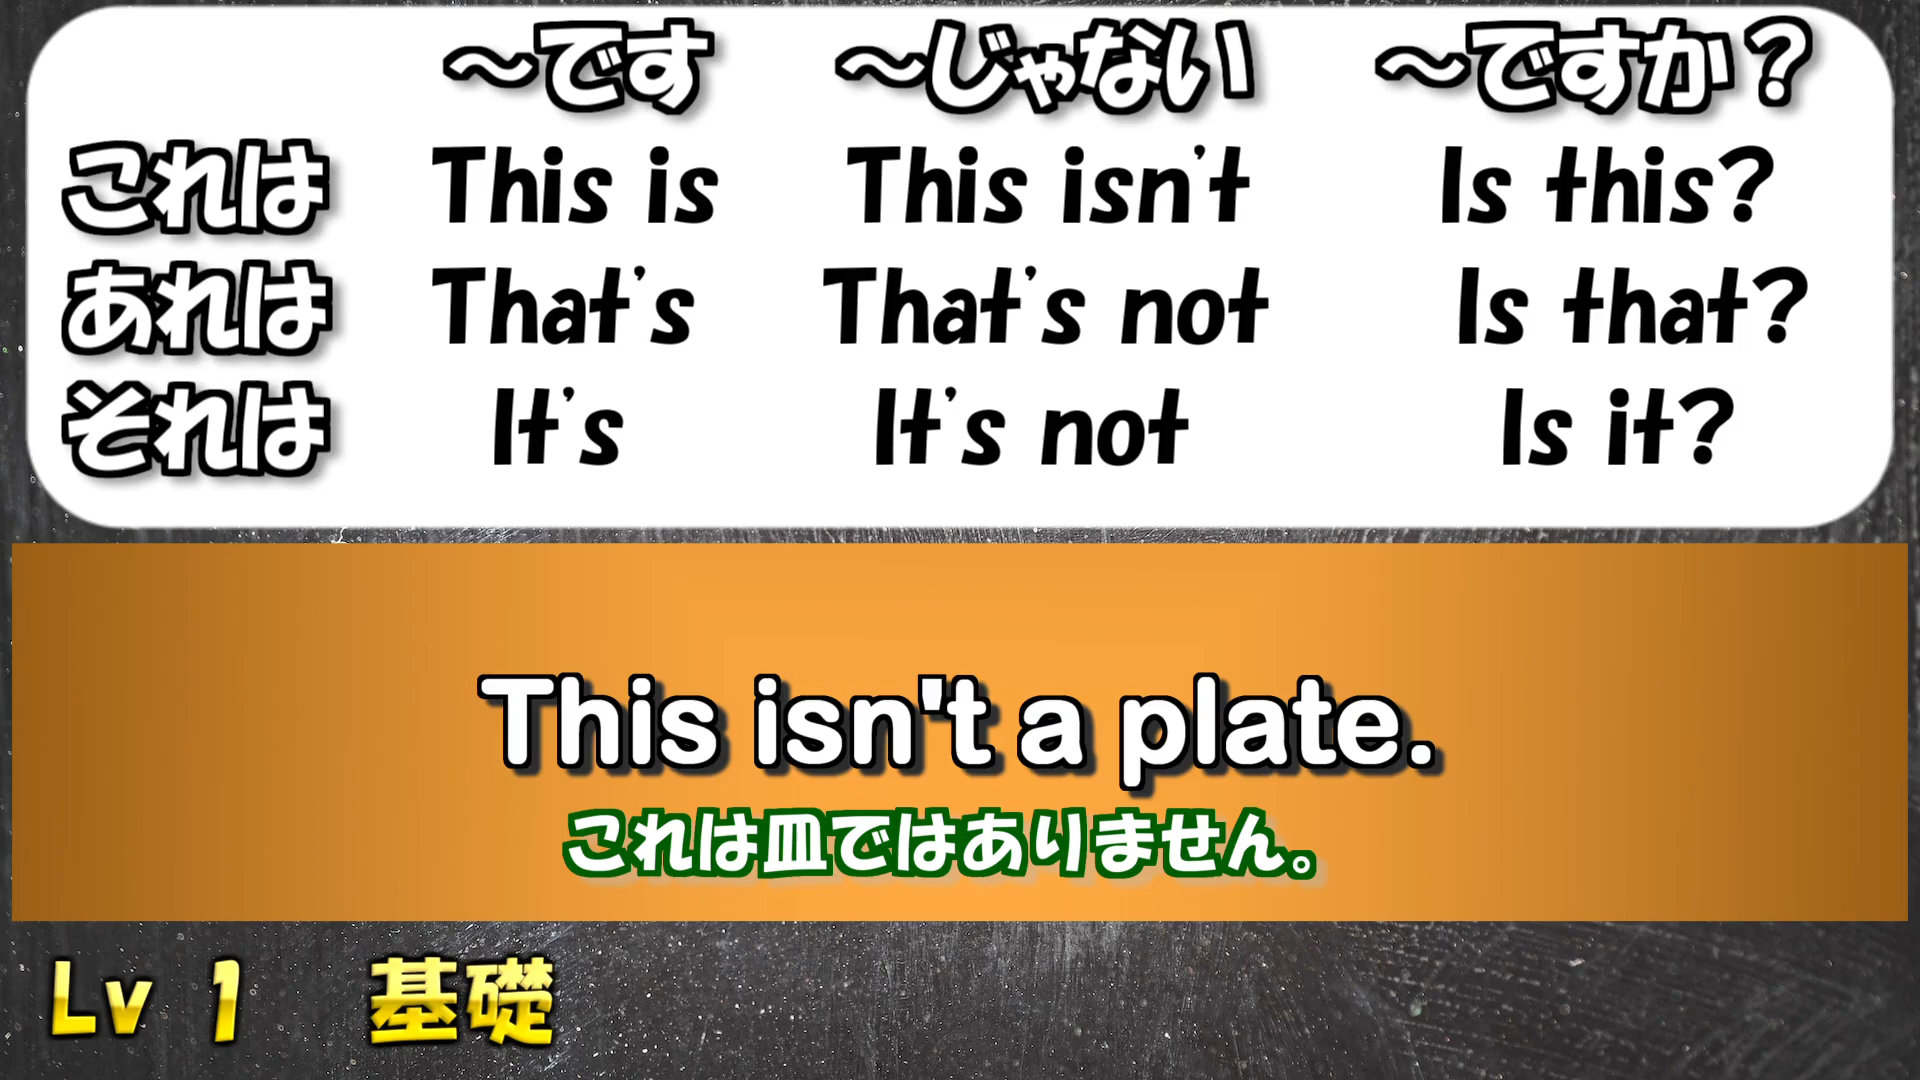 ～です ～じゃない ～ですか？
これは This is This isn't Is this?
あれは That's That's not Is that?
それは It's It's not Is it?
This isn't a plate.
これは皿ではありません。
Lv 1 基礎